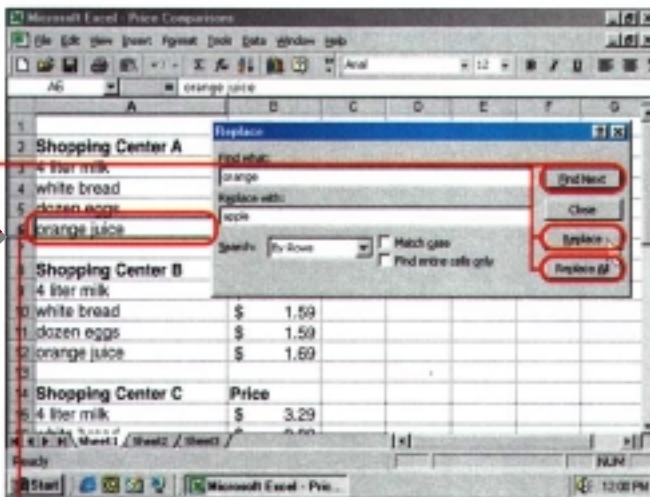 Microsoft Excel - Price Comparisons
File Edit View Insert Format Tools Data Window Help
Arial 12 B I U
A6 = orange juice
A B C D E F G
1
2 Shopping Center A
3 4 liter milk
4 white bread
5 dozen eggs
6 orange juice
7
8 Shopping Center B
9 4 liter milk
10 white bread $ 1.59
11 dozen eggs $ 1.59
12 orange juice $ 1.69
13
14 Shopping Center C Price
15 4 liter milk $ 3.29
Replace
Find what:
orange
Replace with:
apple
Search: By Rows
Match case
Find entire cells only
Find Next
Close
Replace
Replace All
Sheet1 / Sheet2 / Sheet3
Ready NUM
Start Microsoft Excel - Pric... 12:00 PM